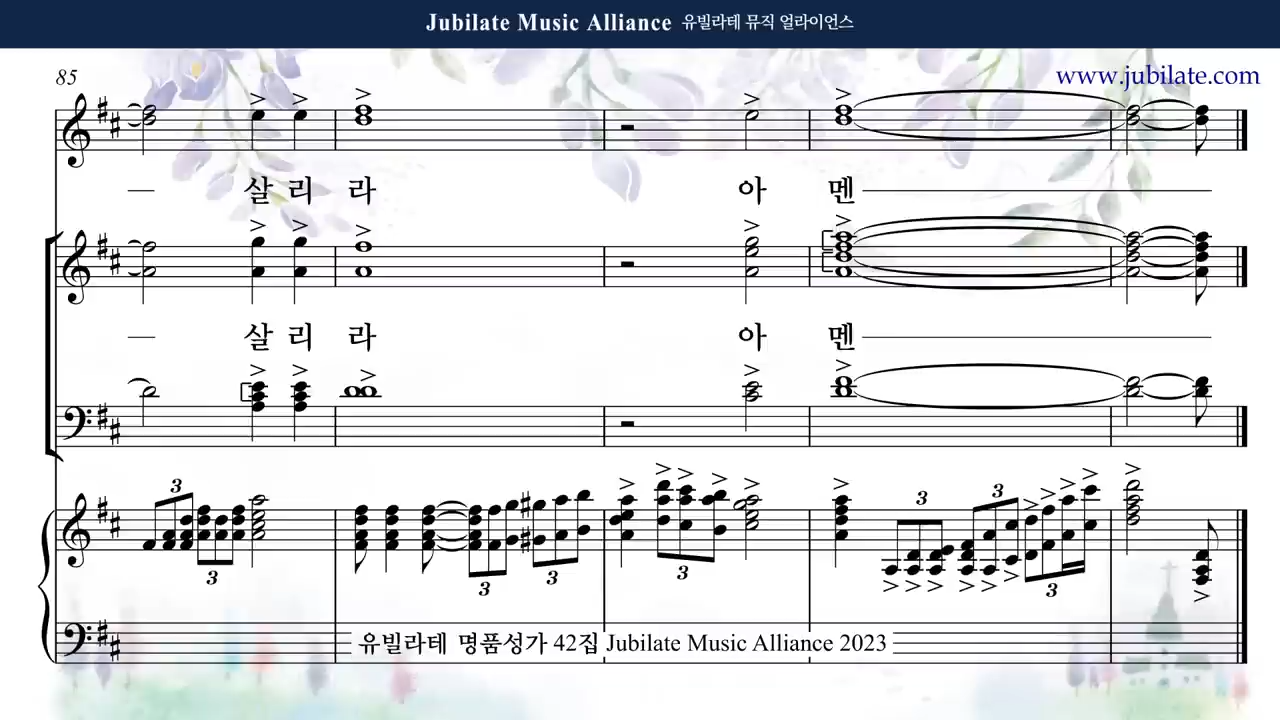 Jubilate Music Alliance 유빌라테 뮤직 얼라이언스
www.jubilate.com
85
살 리 라 아 멘
살 리 라 아 멘
3 3 3 3 3
3 3 3 3
유빌라테 명품성가 42집 Jubilate Music Alliance 2023